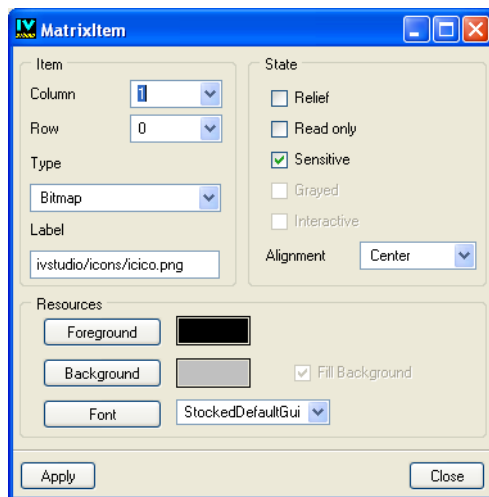 IV
STUDIO
MatrixItem
Item
Column 1
Row 0
Type
Bitmap
Label
ivstudio/icons/icico.png
State
Relief
Read only
Sensitive
Grayed
Interactive
Alignment Center
Resources
Foreground
Background Fill Background
Font StockedDefaultGui
Apply Close